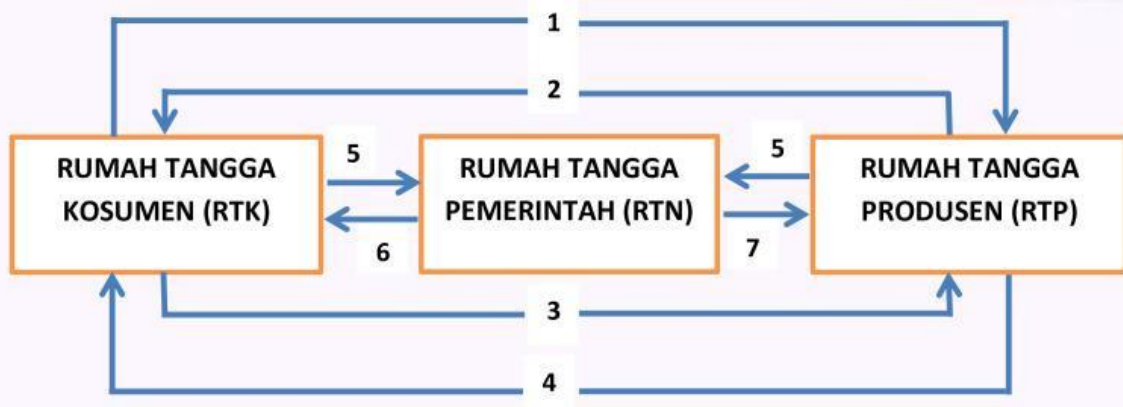 1
2
RUMAH TANGGA
KOSUMEN (RTK)
5
6
RUMAH TANGGA
PEMERINTAH (RTN)
5
7
RUMAH TANGGA
PRODUSEN (RTP)
3
4